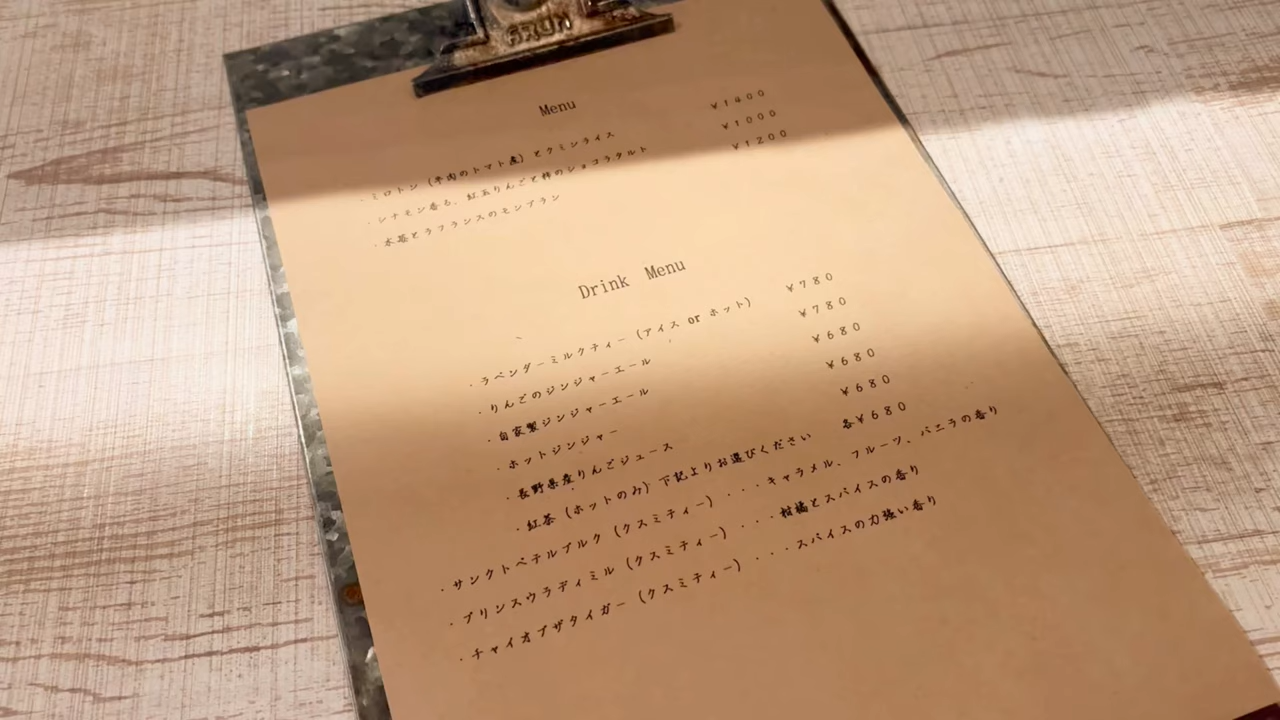 Menu
・ミロトン（牛肉のトマト煮）とクミンライス ￥1400
・シナモン香る、紅玉りんごと柿のショコラタルト ￥1000
・木苺とラフランスのモンブラン ￥1200
Drink Menu
・ラベンダーミルクティー（アイス or ホット） ￥780
・りんごのジンジャーエール ￥780
・自家製ジンジャーエール ￥680
・ホットジンジャー ￥680
・長野県産りんごジュース ￥680
・紅茶（ホットのみ）下記よりお選びください 各￥680
・サンクトペテルブルク（クスミティー）・・・キャラメル、フルーツ、バニラの香り
・プリンスウラディミル（クスミティー）・・・柑橘とスパイスの香り
・チャイオブザタイガー（クスミティー）・・・スパイスの力強い香り